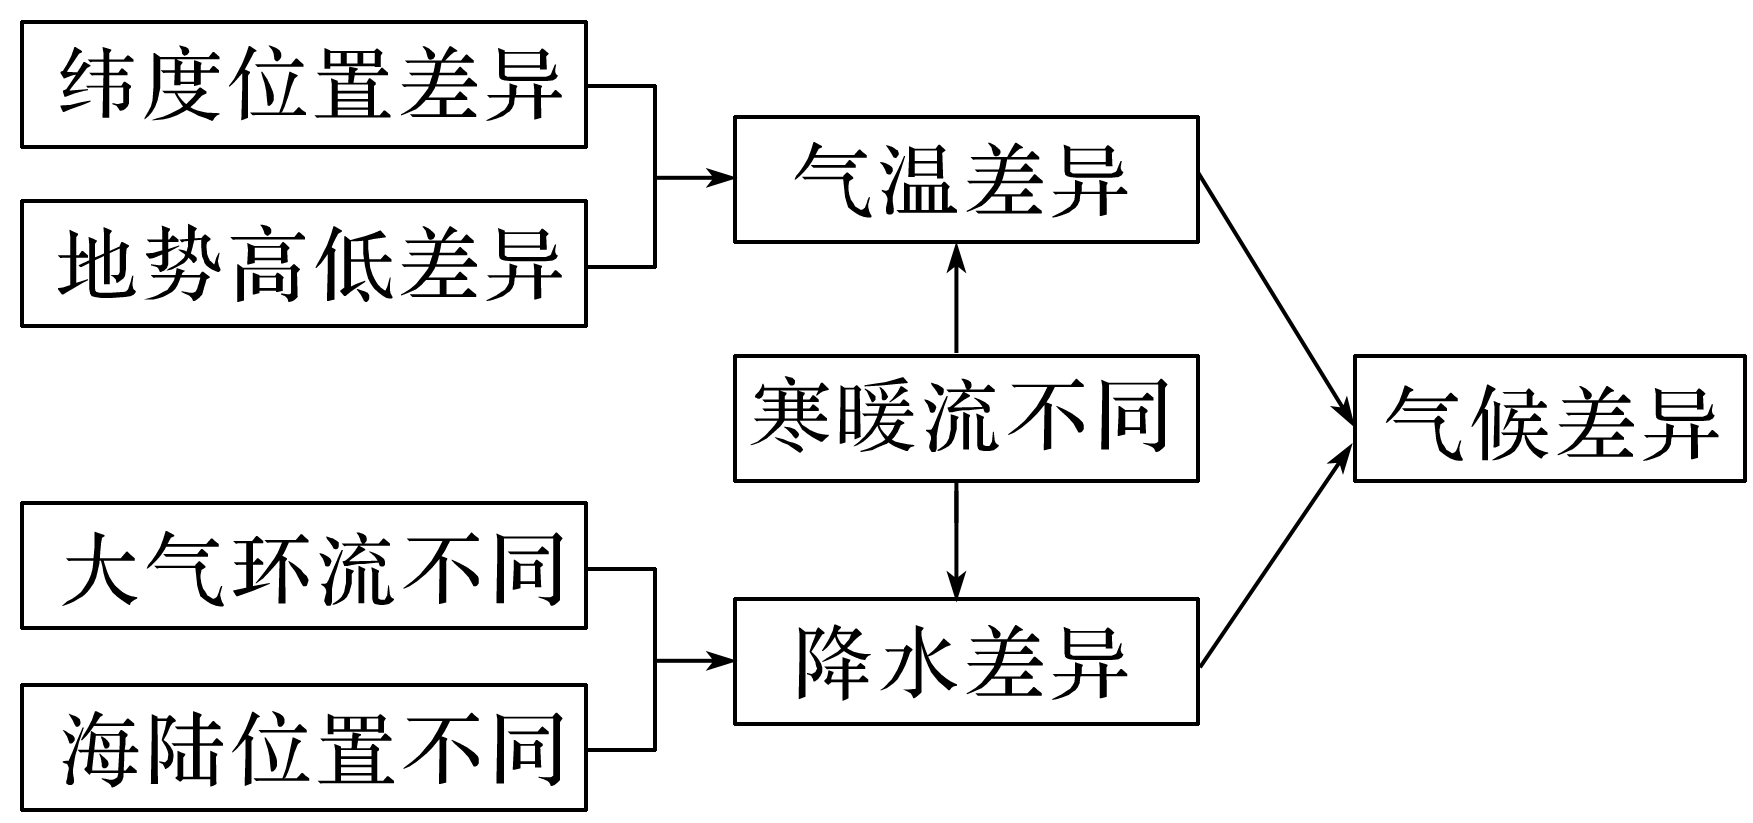 纬度位置差异
地势高低差异
气温差异
寒暖流不同
气候差异
大气环流不同
海陆位置不同
降水差异